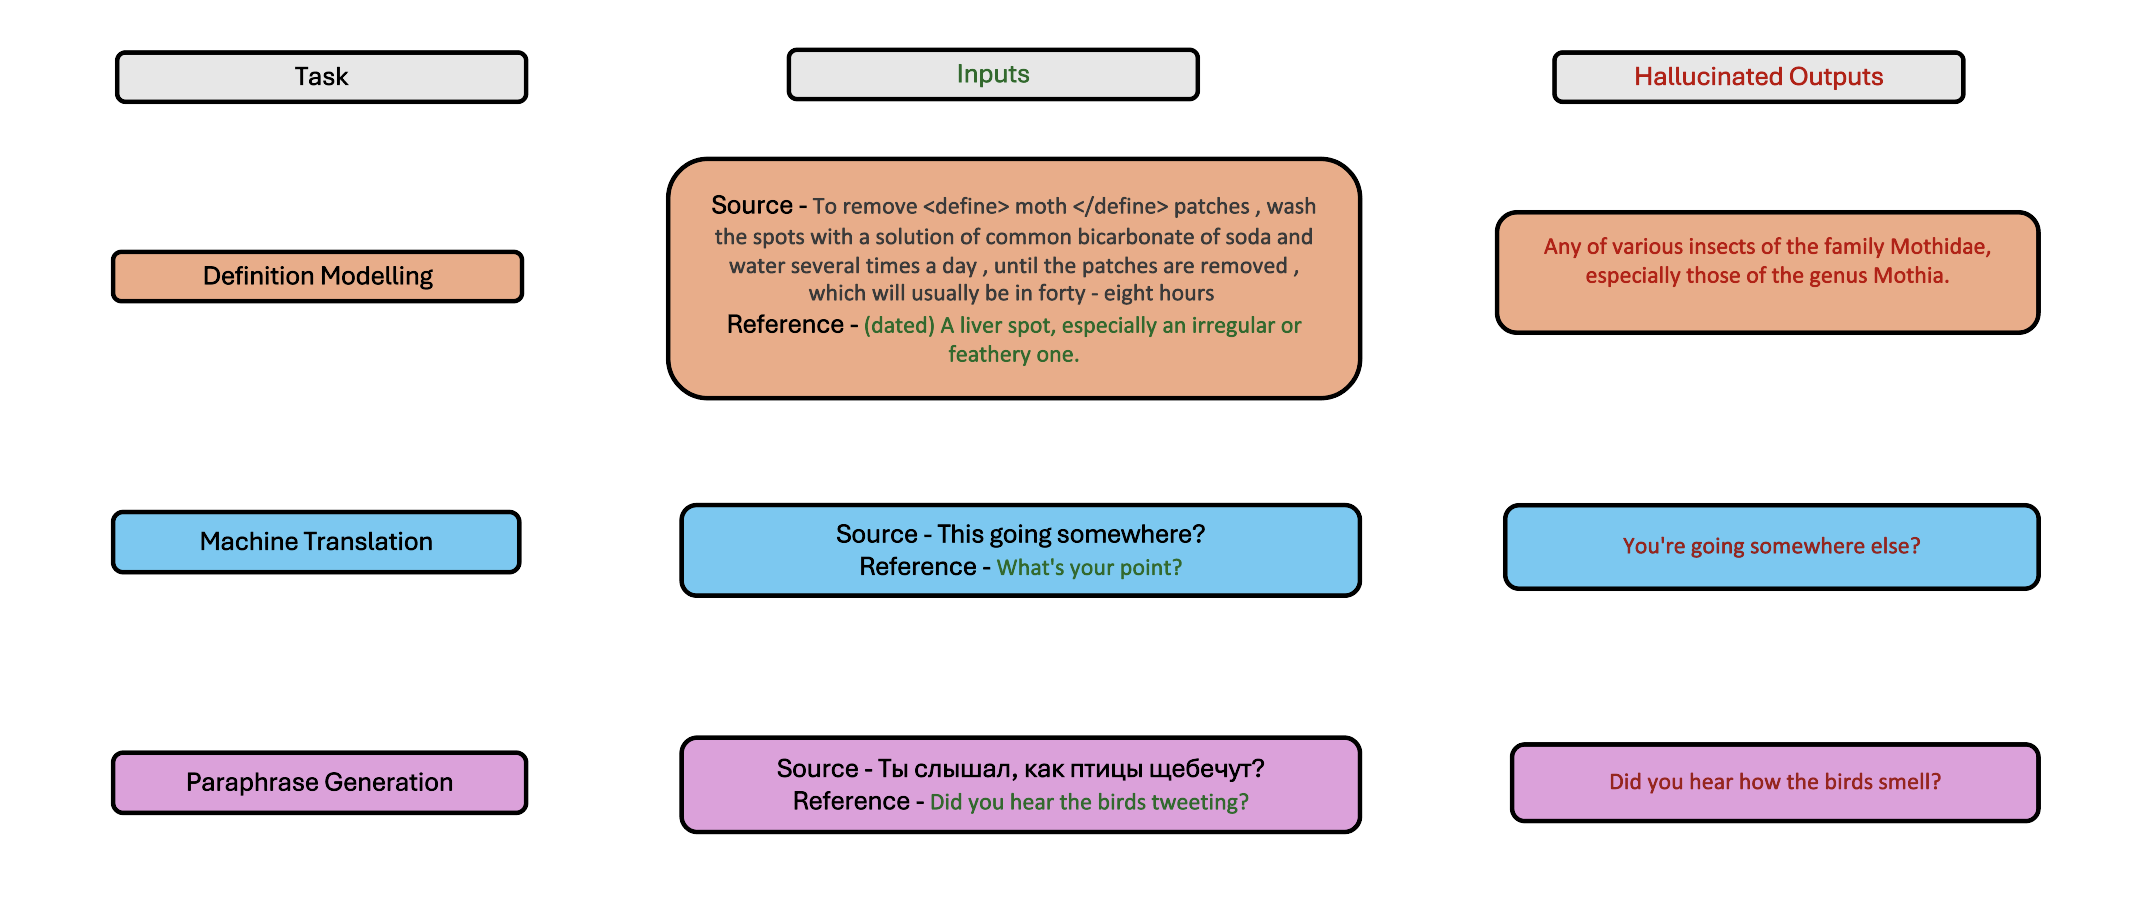 Task
Inputs
Hallucinated Outputs
Definition Modelling
Source - To remove <define> moth </define> patches , wash
the spots with a solution of common bicarbonate of soda and
water several times a day , until the patches are removed ,
which will usually be in forty - eight hours
Reference - (dated) A liver spot, especially an irregular or
feathery one.
Any of various insects of the family Mothidae,
especially those of the genus Mothia.
Machine Translation
Source - This going somewhere?
Reference - What's your point?
You're going somewhere else?
Paraphrase Generation
Source - Ты слышал, как птицы щебечут?
Reference - Did you hear the birds tweeting?
Did you hear how the birds smell?